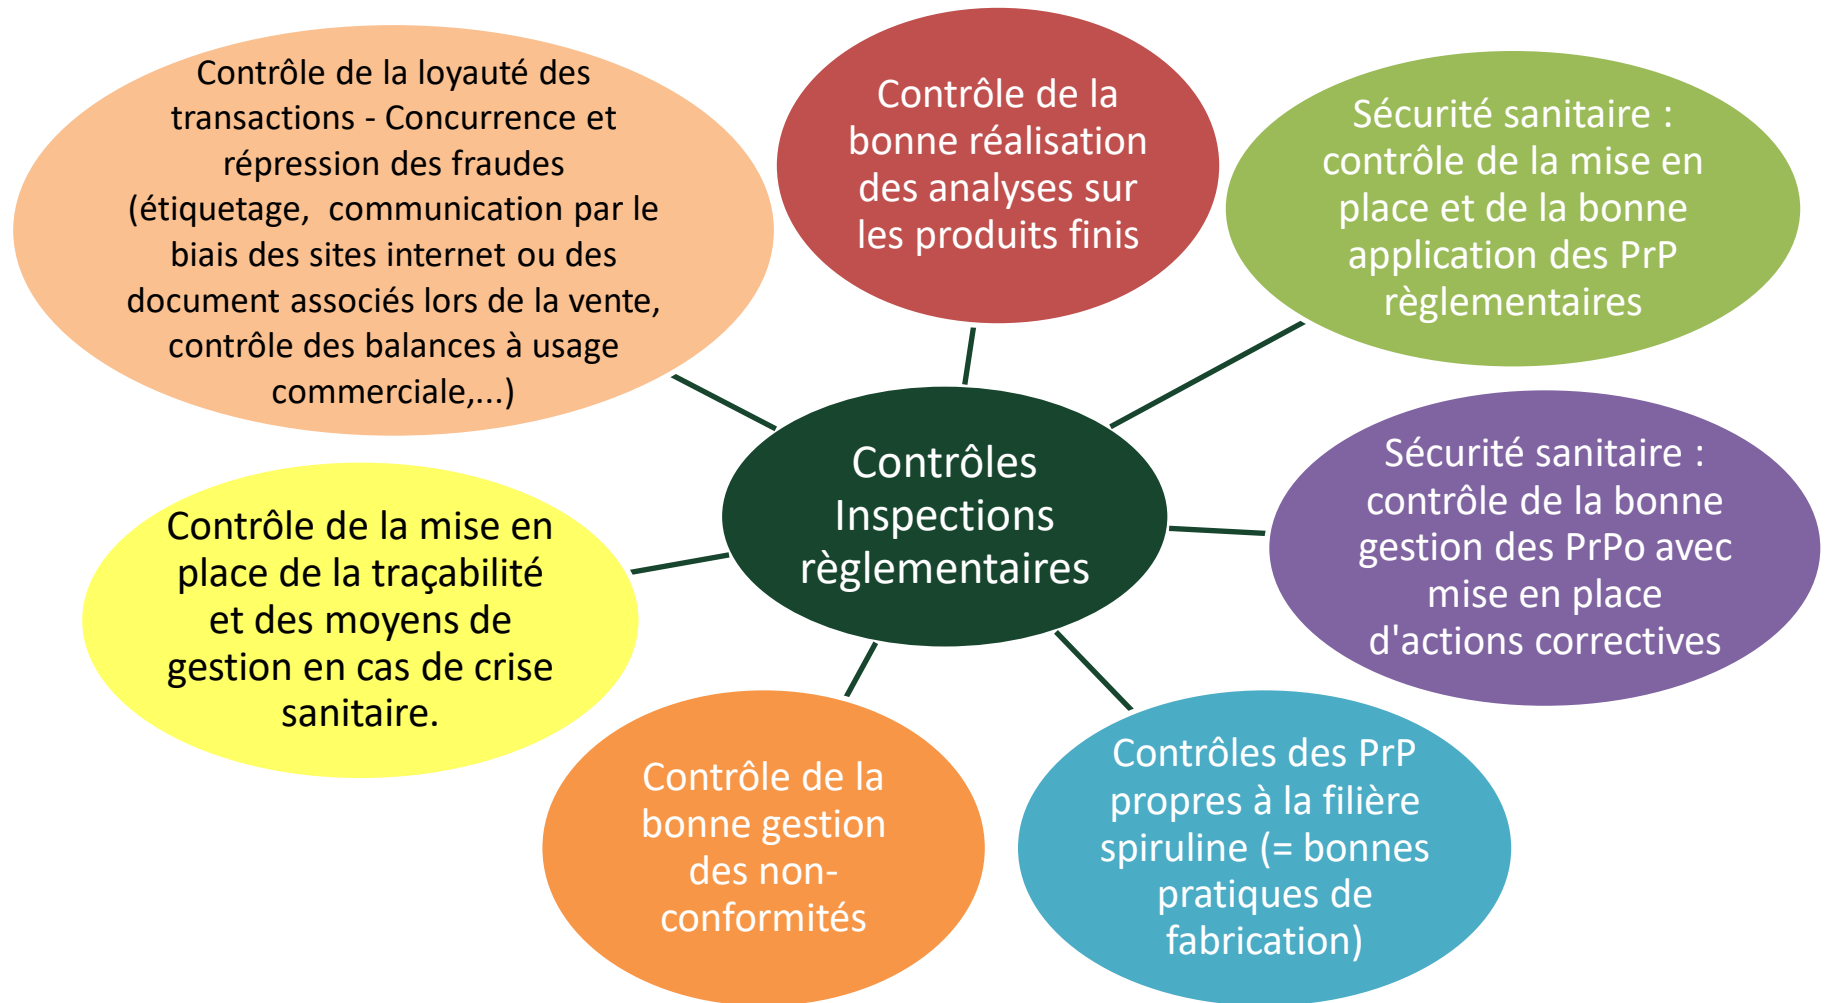 Contrôle de la loyauté des
transactions - Concurrence et
répression des fraudes
(étiquetage, communication par le
biais des sites internet ou des
document associés lors de la vente,
contrôle des balances à usage
commerciale,...)
Contrôle de la
bonne réalisation
des analyses sur
les produits finis
Sécurité sanitaire :
contrôle de la mise en
place et de la bonne
application des PrP
règlementaires
Contrôles
Inspections
règlementaires
Sécurité sanitaire :
contrôle de la bonne
gestion des PrPo avec
mise en place
d'actions correctives
Contrôle de la mise en
place de la traçabilité
et des moyens de
gestion en cas de crise
sanitaire.
Contrôle de la
bonne gestion
des non-
conformités
Contrôles des PrP
propres à la filière
spiruline (= bonnes
pratiques de
fabrication)